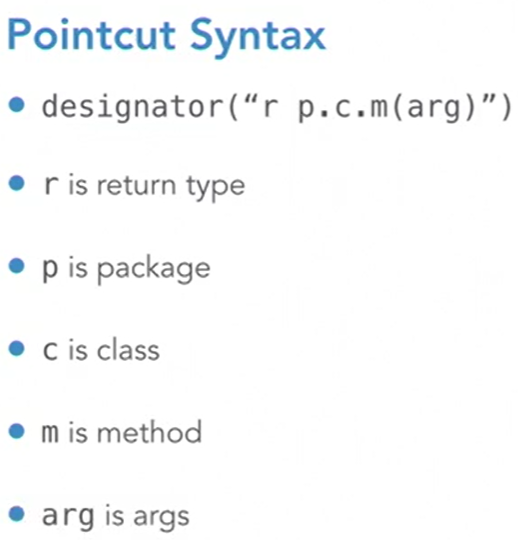 Pointcut Syntax
• designator(“r p.c.m(arg)”)
• r is return type
• p is package
• c is class
• m is method
• arg is args